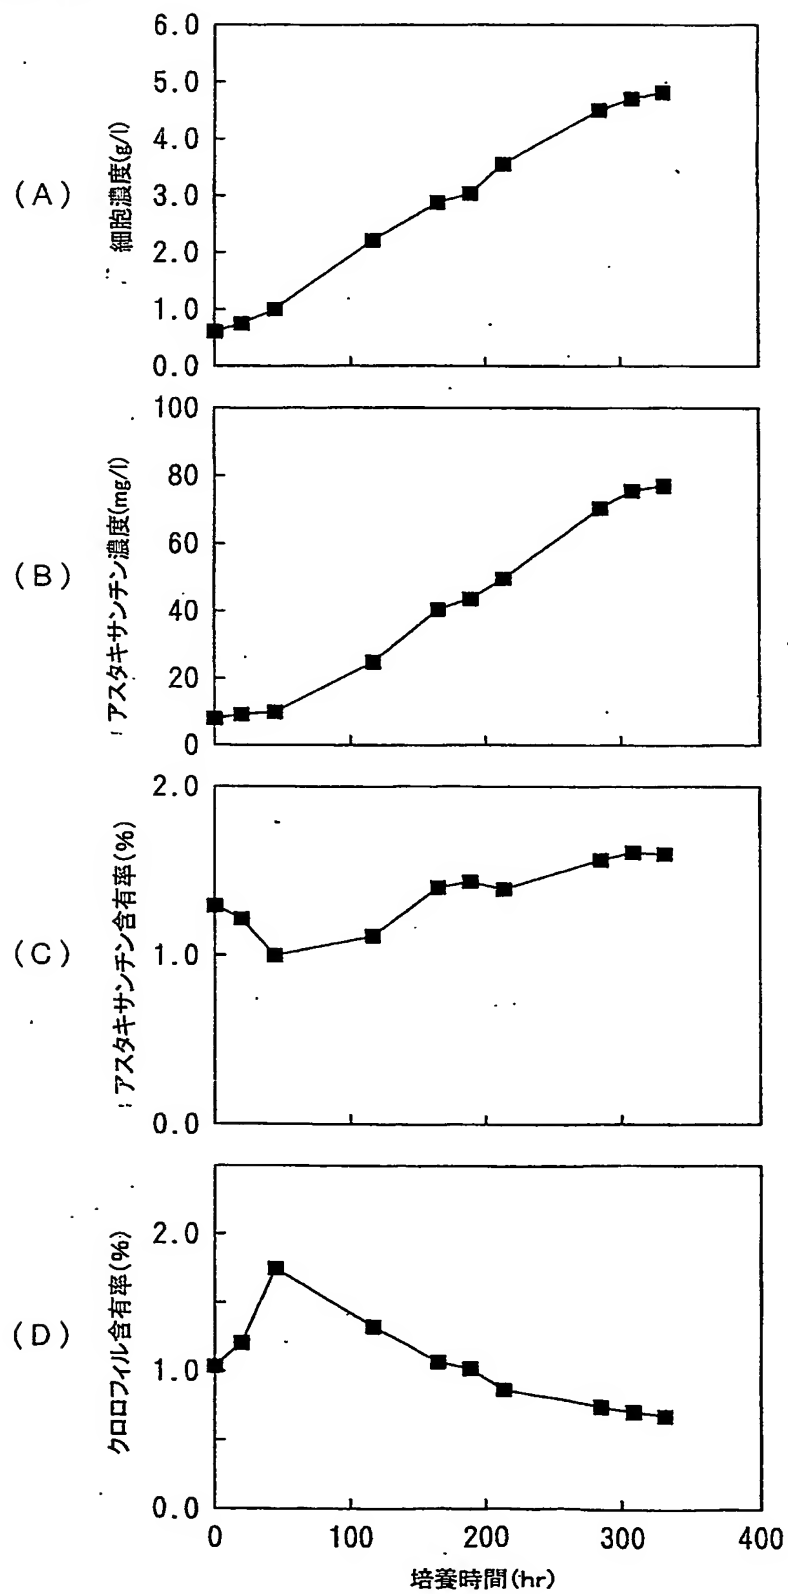 (A)
細胞濃度(g/l)
6.0
5.0
4.0
3.0
2.0
1.0
0.0
(B)
アスタキサンチン濃度(mg/l)
100
80
60
40
20
0
(C)
アスタキサンチン含有率(%)
2.0
1.0
0.0
(D)
クロロフィル含有率(%)
2.0
1.0
0.0
0 100 200 300 400
培養時間(hr)